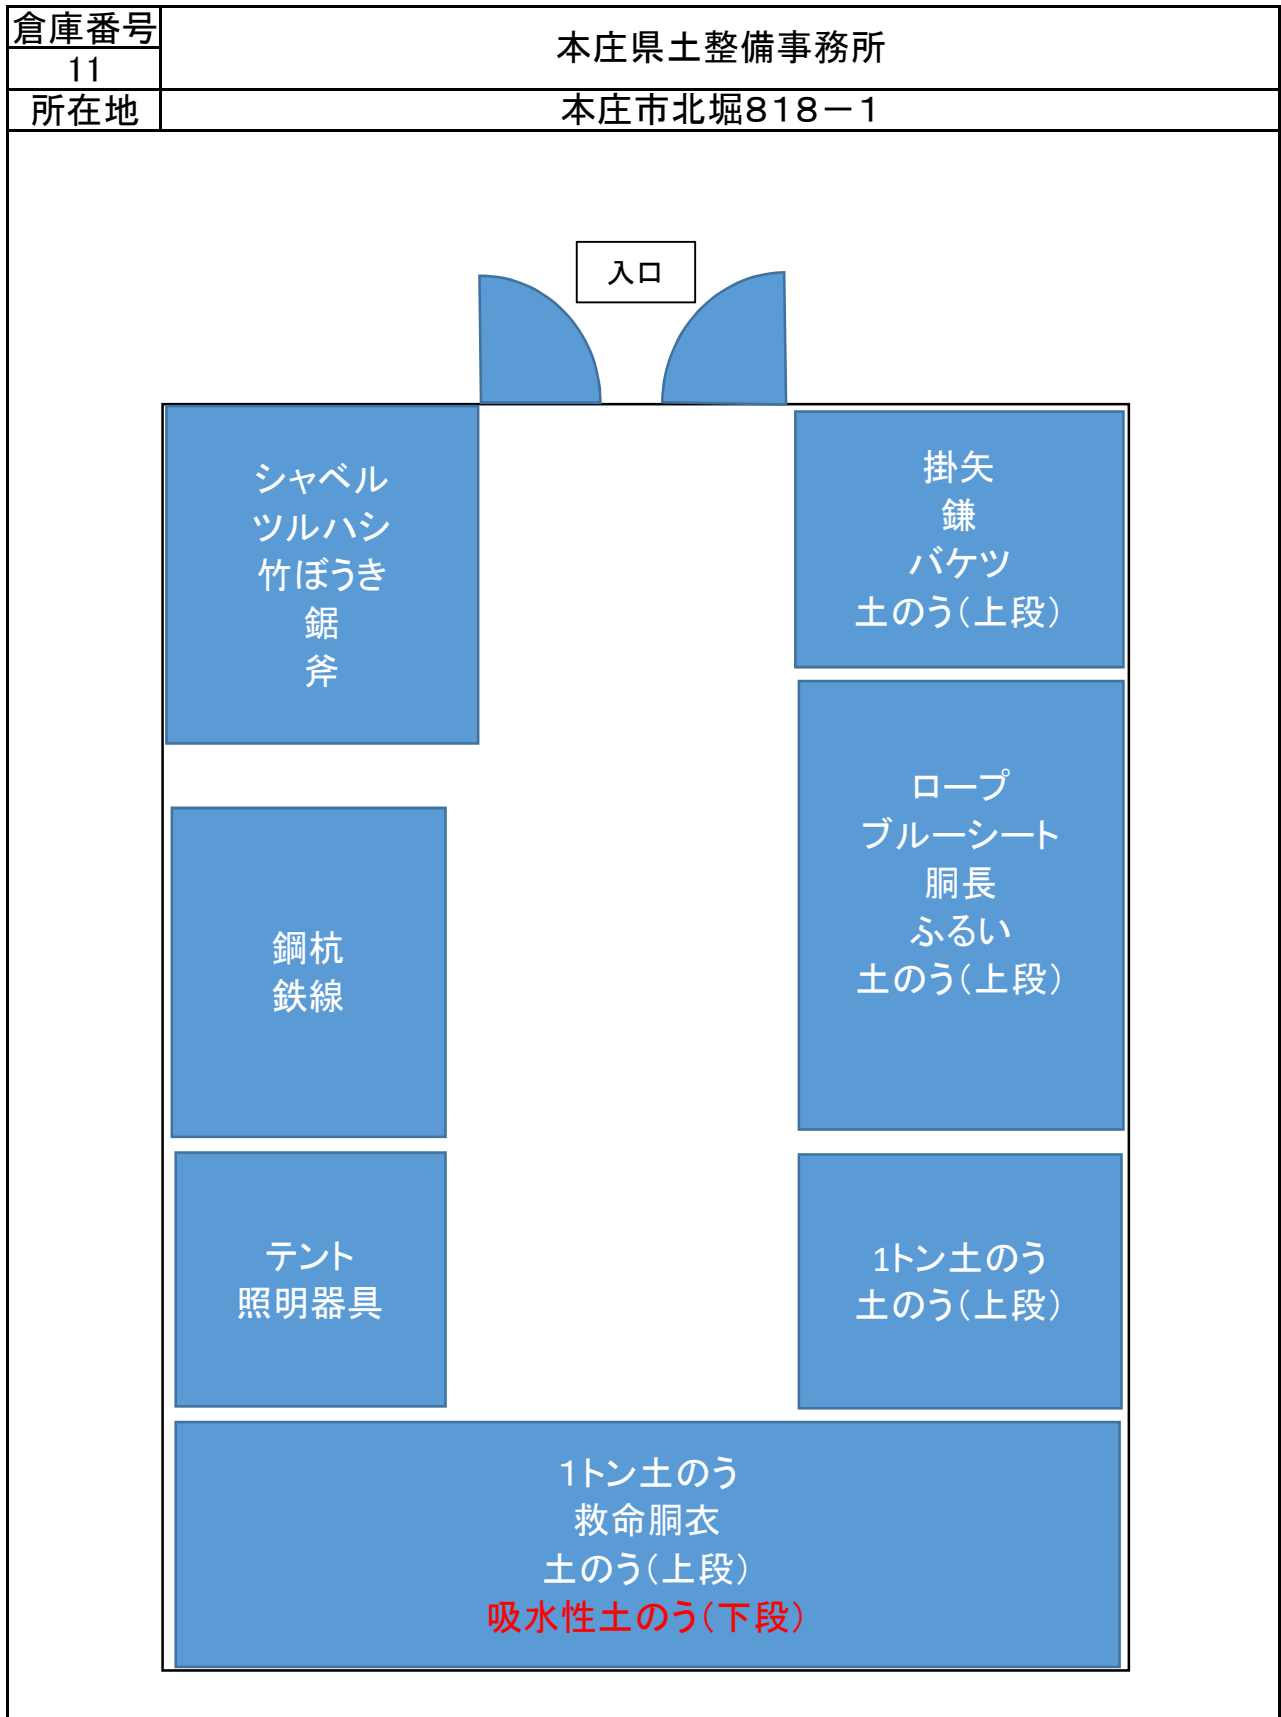 倉庫番号
11
本庄県土整備事務所
所在地
本庄市北堀818－1
入口
シャベル
ツルハシ
竹ぼうき
鋸
斧
掛矢
鎌
バケツ
土のう(上段)
ロープ
ブルーシート
胴長
ふるい
土のう(上段)
鋼杭
鉄線
テント
照明器具
1トン土のう
土のう(上段)
1トン土のう
救命胴衣
土のう(上段)
吸水性土のう(下段)